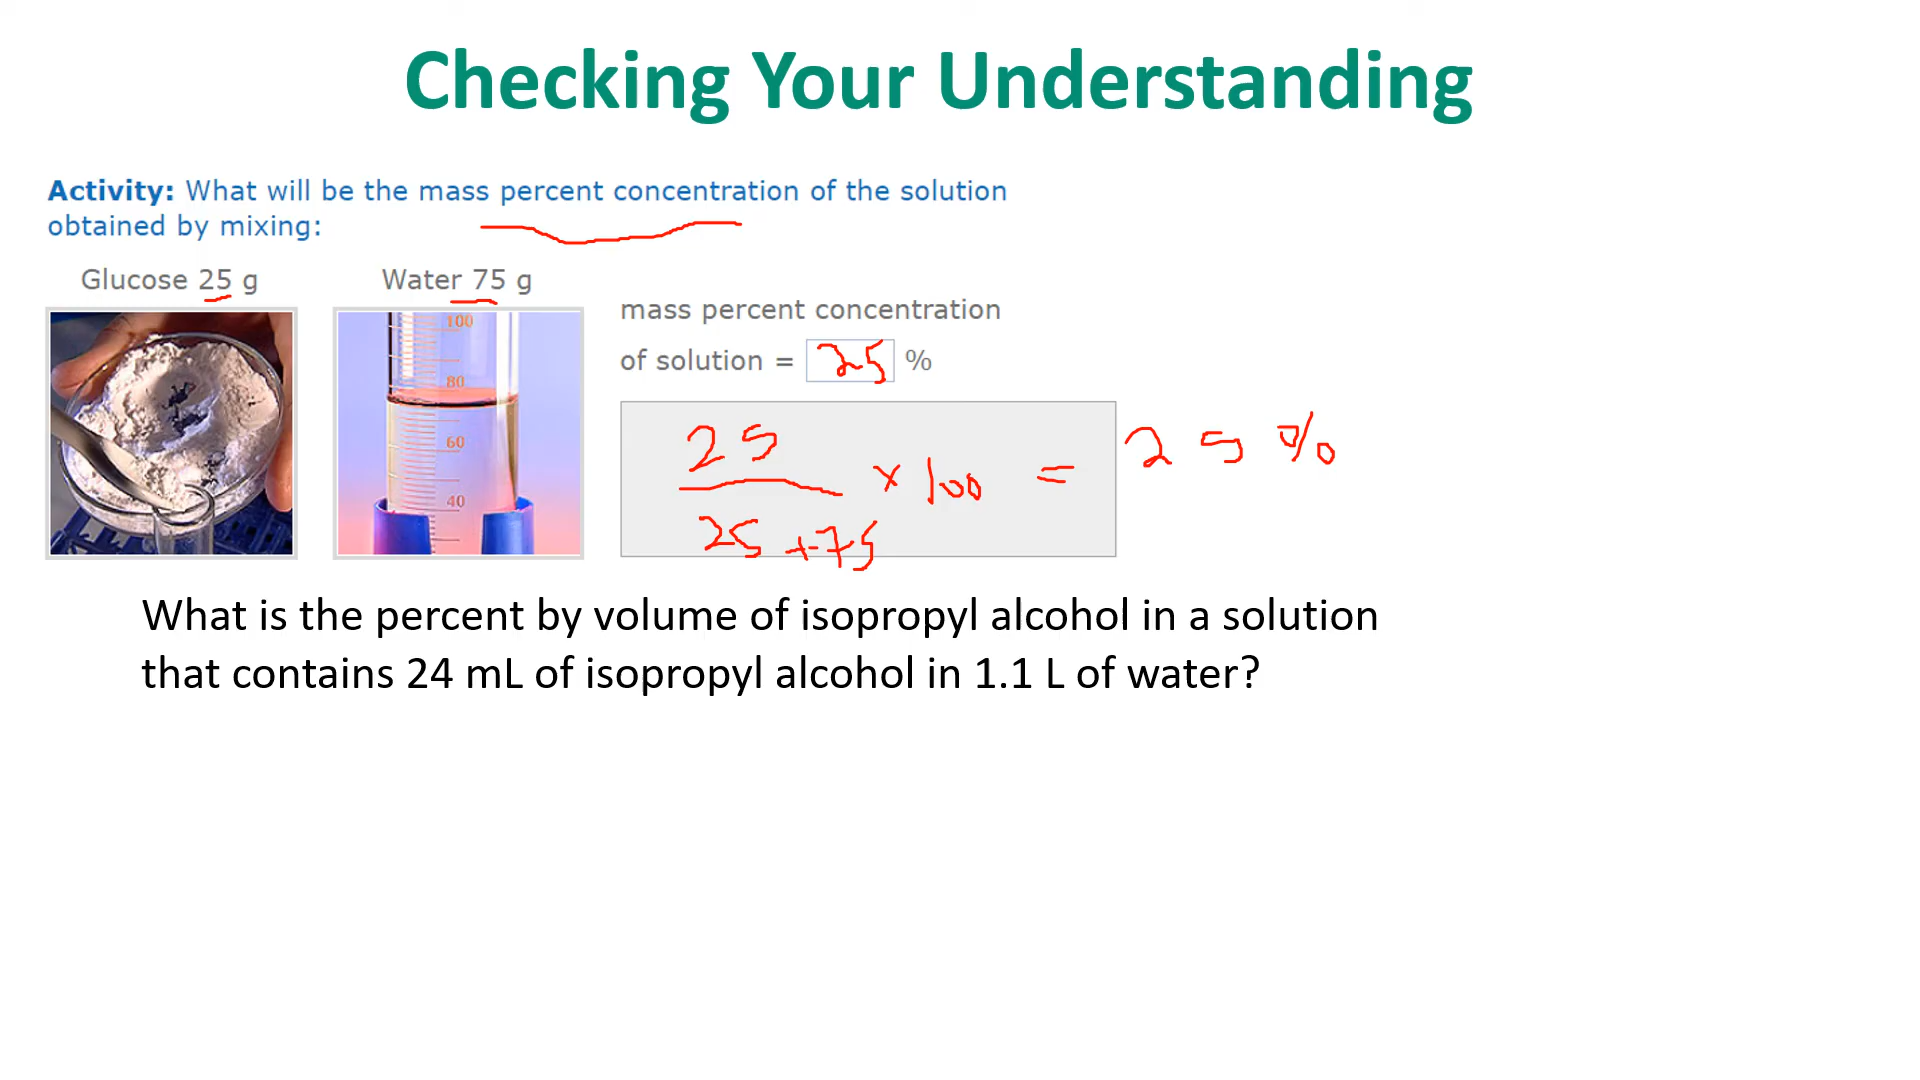 Checking Your Understanding
Activity: What will be the mass percent concentration of the solution
obtained by mixing:
Glucose 25 g
Water 75 g
100
80
60
40
mass percent concentration
of solution = 25 %
25
25 + 75
× 100 = 25 %
What is the percent by volume of isopropyl alcohol in a solution
that contains 24 mL of isopropyl alcohol in 1.1 L of water?